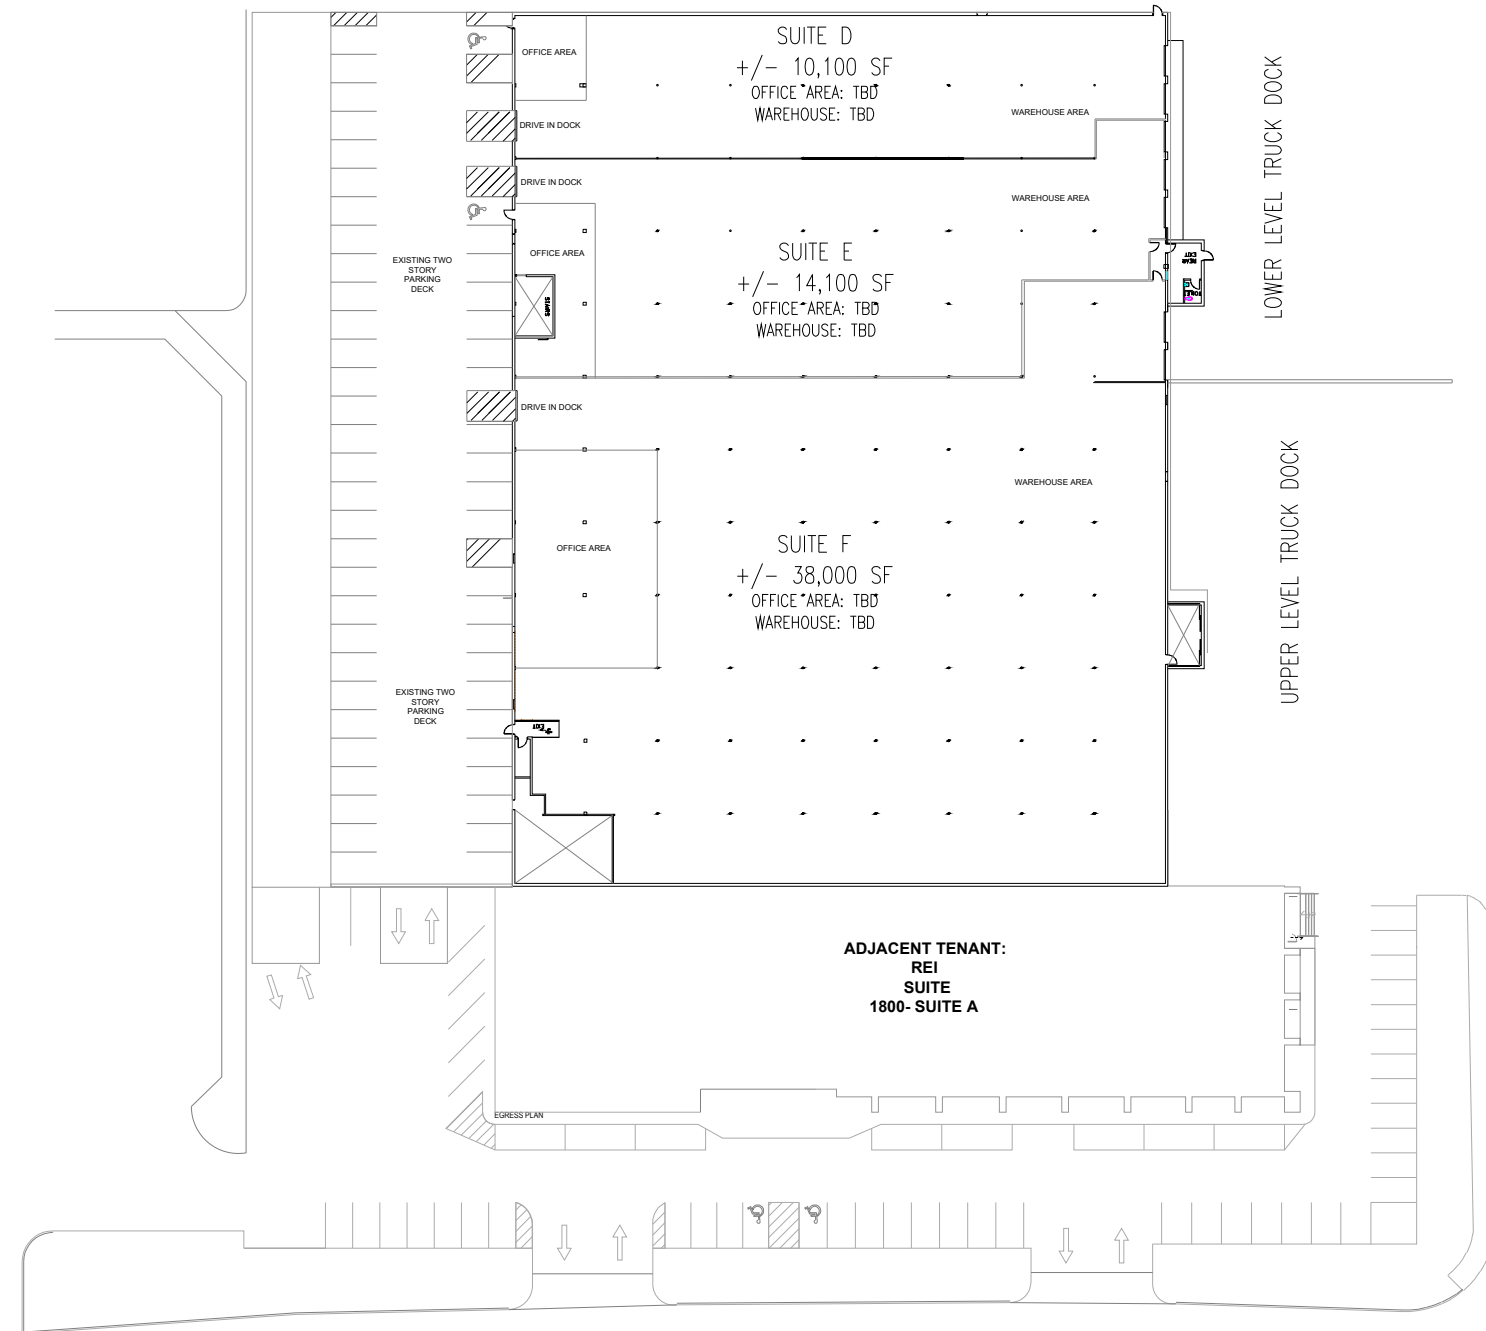 SUITE D
+/- 10,100 SF
OFFICE AREA: TBD
WAREHOUSE: TBD
OFFICE AREA
DRIVE IN DOCK
WAREHOUSE AREA
LOWER LEVEL TRUCK DOCK
DRIVE IN DOCK
WAREHOUSE AREA
OFFICE AREA
SUITE E
+/- 14,100 SF
OFFICE AREA: TBD
WAREHOUSE: TBD
STAIRS
REAR
EXIT
TOILET
EXISTING TWO
STORY
PARKING
DECK
DRIVE IN DOCK
WAREHOUSE AREA
OFFICE AREA
SUITE F
+/- 38,000 SF
OFFICE AREA: TBD
WAREHOUSE: TBD
UPPER LEVEL TRUCK DOCK
EXISTING TWO
STORY
PARKING
DECK
EXIT
ADJACENT TENANT:
REI
SUITE
1800- SUITE A
EGRESS PLAN